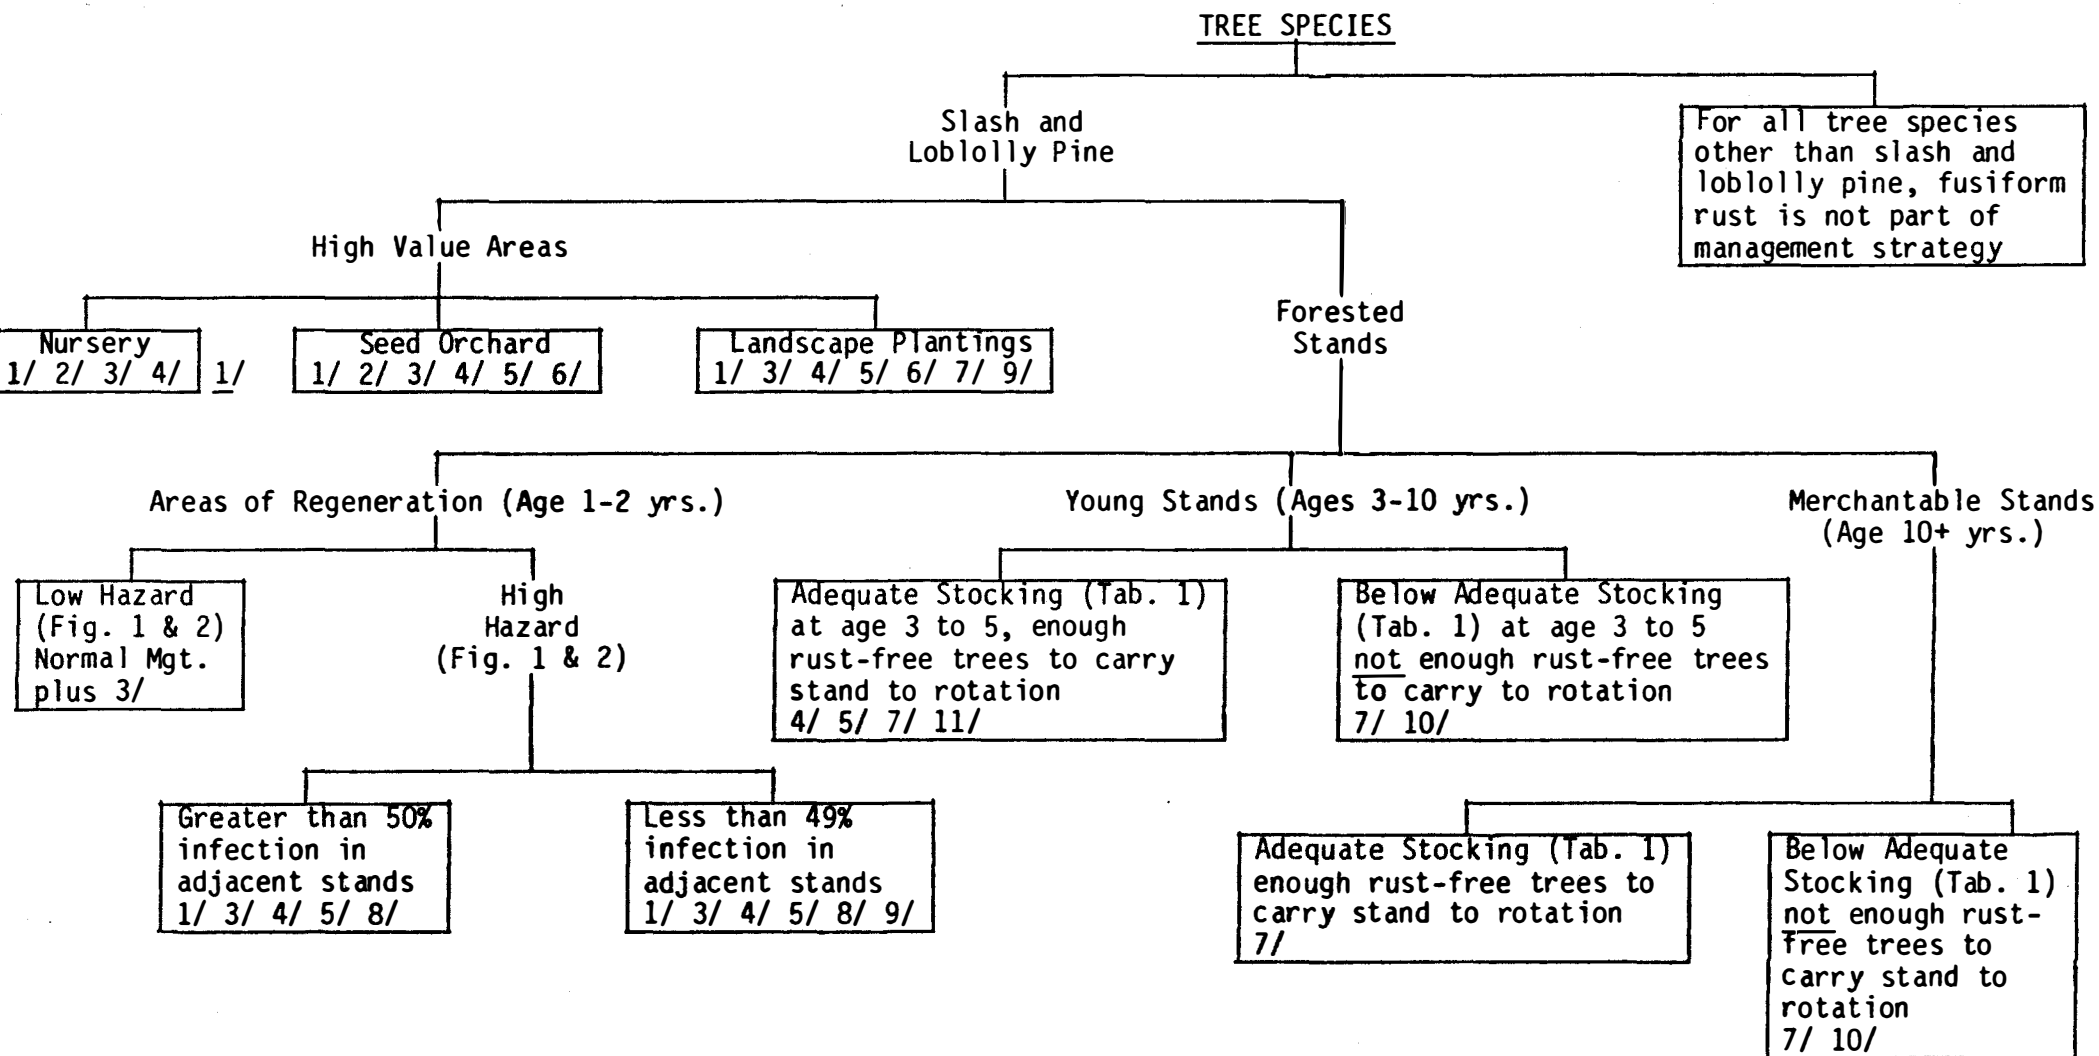 TREE SPECIES
Slash and
Loblolly Pine
For all tree species
other than slash and
loblolly pine, fusiform
rust is not part of
management strategy
High Value Areas
Forested
Stands
Nursery
1/ 2/ 3/ 4/
1/
Seed Orchard
1/ 2/ 3/ 4/ 5/ 6/
Landscape Plantings
1/ 3/ 4/ 5/ 6/ 7/ 9/
Areas of Regeneration (Age 1-2 yrs.)
Young Stands (Ages 3-10 yrs.)
Merchantable Stands
(Age 10+ yrs.)
Low Hazard
(Fig. 1 & 2)
Normal Mgt.
plus 3/
High
Hazard
(Fig. 1 & 2)
Adequate Stocking (Tab. 1)
at age 3 to 5, enough
rust-free trees to carry
stand to rotation
4/ 5/ 7/ 11/
Below Adequate Stocking
(Tab. 1) at age 3 to 5
not enough rust-free trees
to carry to rotation
7/ 10/
Greater than 50%
infection in
adjacent stands
1/ 3/ 4/ 5/ 8/
Less than 49%
infection in
adjacent stands
1/ 3/ 4/ 5/ 8/ 9/
Adequate Stocking (Tab. 1)
enough rust-free trees to
carry stand to rotation
7/
Below Adequate
Stocking (Tab. 1)
not enough rust-
free trees to
carry stand to
rotation
7/ 10/